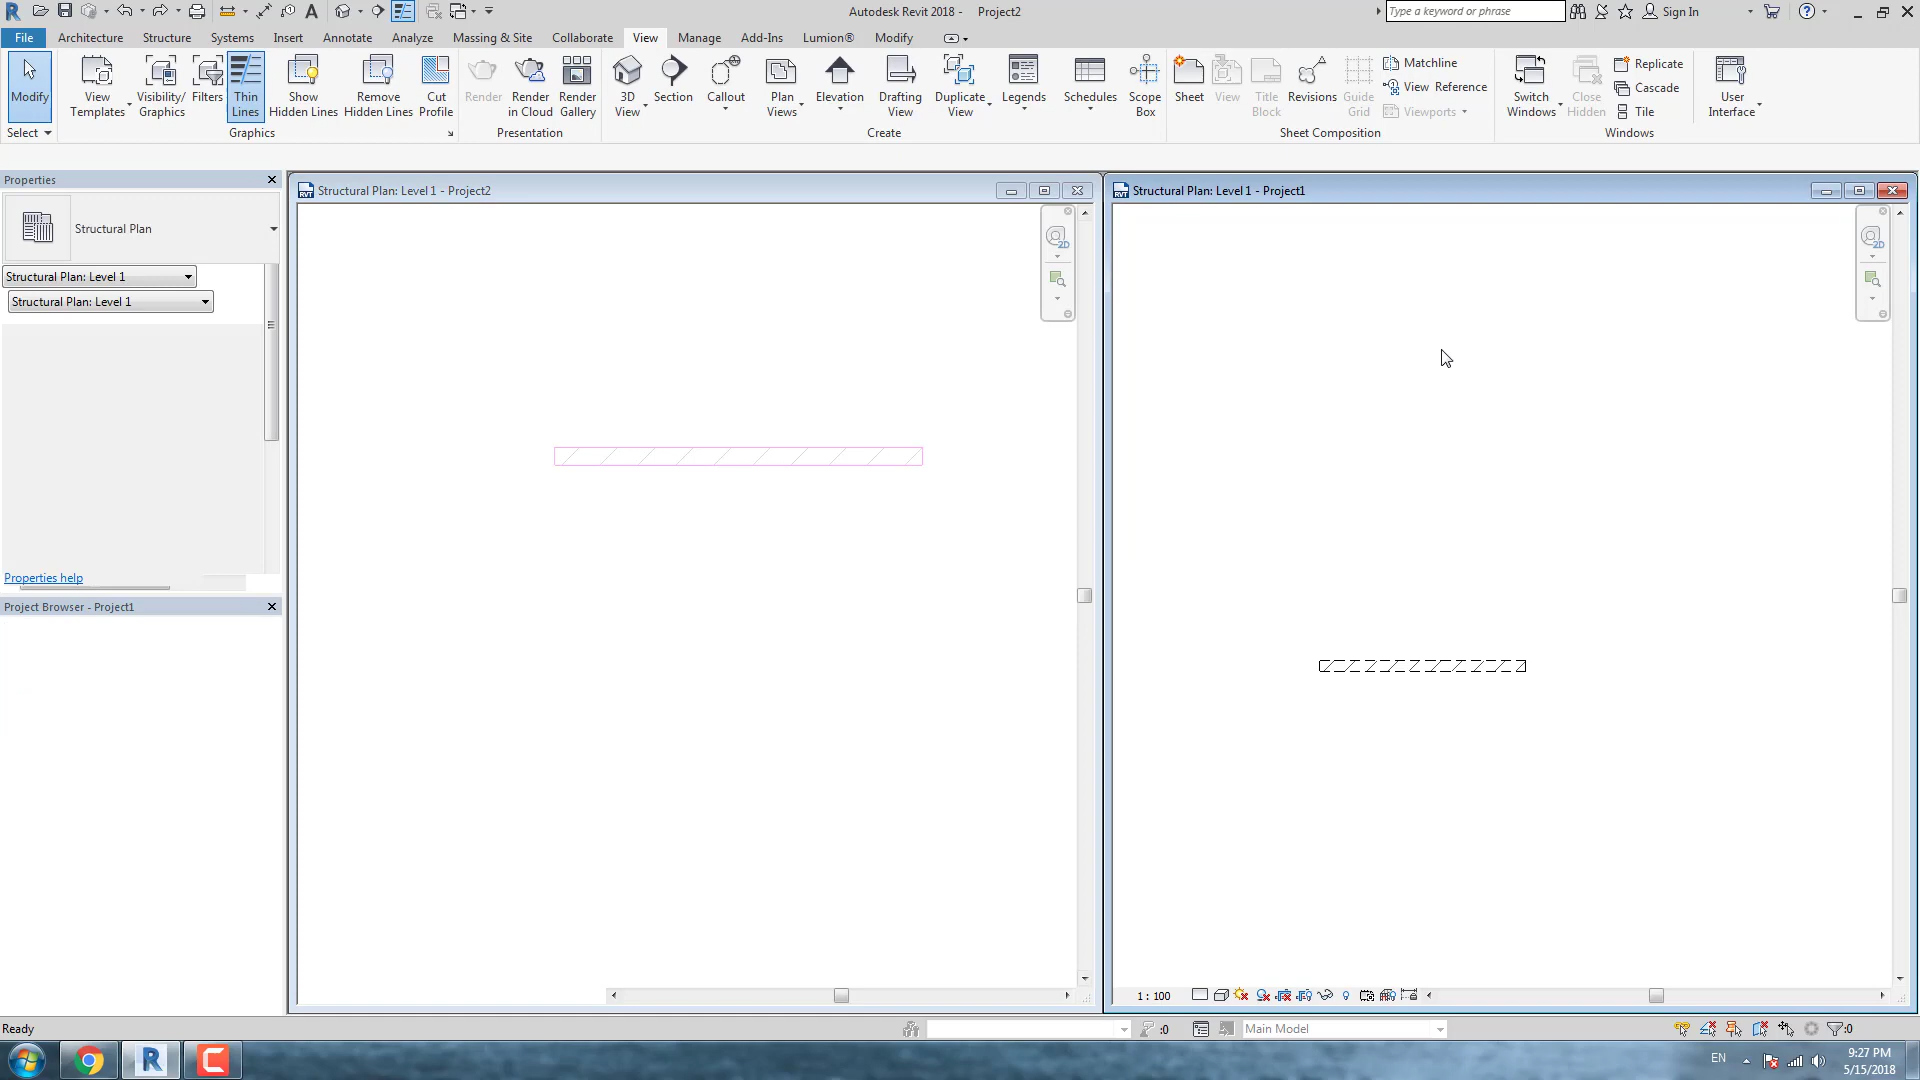 Autodesk Revit 2018 -     Project2
Type a keyword or phrase
Sign In
File Architecture Structure Systems Insert Annotate Analyze Massing & Site Collaborate View Manage Add-Ins Lumion® Modify
Modify
View Templates
Visibility/ Graphics
Filters
Thin Lines
Show Hidden Lines
Remove Hidden Lines
Cut Profile
Render
Render in Cloud
Render Gallery
3D View
Section
Callout
Plan Views
Elevation
Drafting View
Duplicate View
Legends
Schedules
Scope Box
Sheet
View
Title Block
Revisions
Guide Grid
Matchline
View Reference
Viewports
Switch Windows
Close Hidden
Replicate
Cascade
Tile
User Interface
Select
Graphics
Presentation
Create
Sheet Composition
Windows
Properties
Structural Plan
Structural Plan: Level 1
Structural Plan: Level 1
Properties help
Project Browser - Project1
Structural Plan: Level 1 - Project2
2D
Structural Plan: Level 1 - Project1
2D
1 : 100
Ready
:0
Main Model
:0
EN
9:27 PM
5/15/2018